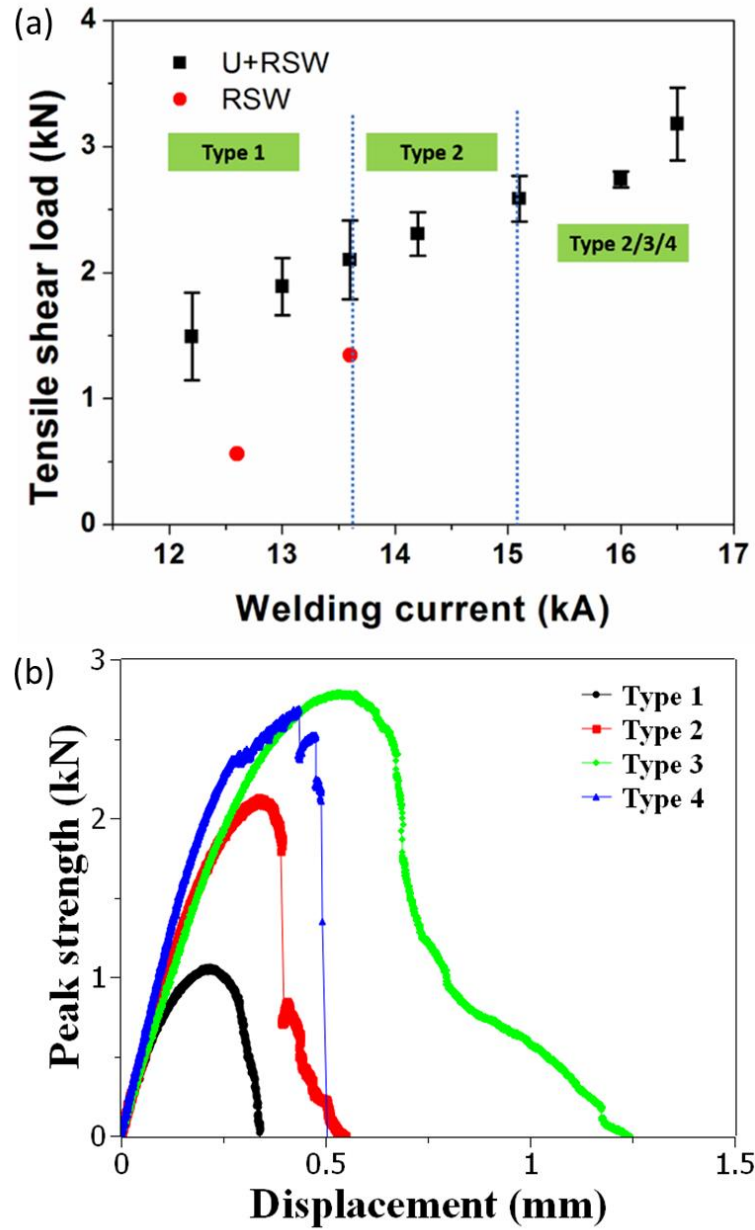 (a)
4
3
2
1
0
Tensile shear load (kN)
U+RSW
RSW
Type 1
Type 2
Type 2/3/4
12 13 14 15 16 17
Welding current (kA)
(b)
3
2
1
0
Peak strength (kN)
Type 1
Type 2
Type 3
Type 4
0 0.5 1 1.5
Displacement (mm)